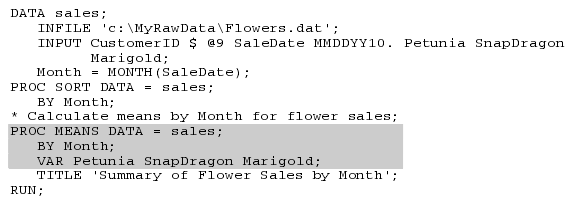 DATA sales;
INFILE 'c:\MyRawData\Flowers.dat';
INPUT CustomerID $ @9 SaleDate MMDDYY10. Petunia SnapDragon
Marigold;
Month = MONTH(SaleDate);
PROC SORT DATA = sales;
BY Month;
* Calculate means by Month for flower sales;
PROC MEANS DATA = sales;
BY Month;
VAR Petunia SnapDragon Marigold;
TITLE 'Summary of Flower Sales by Month';
RUN;